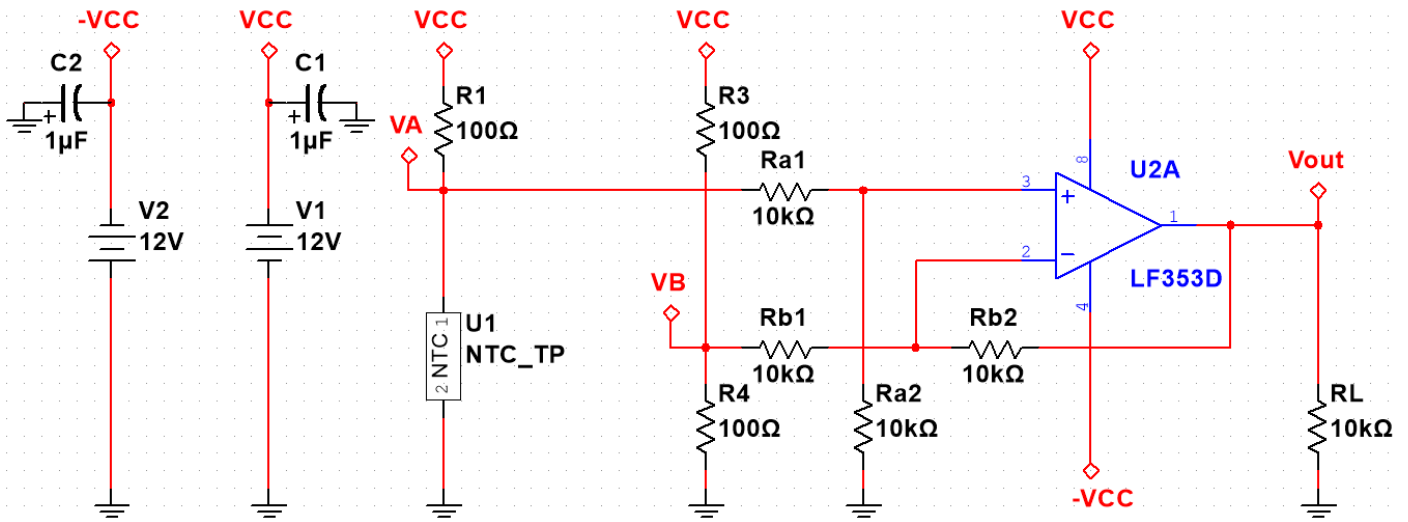 -VCC
VCC
VCC
VCC
VCC
C2
+
1µF
C1
+
1µF
R1
100Ω
R3
100Ω
VA
Ra1
10kΩ
3
+
8
U2A
Vout
1
2
−
4
LF353D
V2
12V
V1
12V
VB
Rb1
10kΩ
Rb2
10kΩ
U1
NTC_TP
1
NTC
2
R4
100Ω
Ra2
10kΩ
RL
10kΩ
-VCC